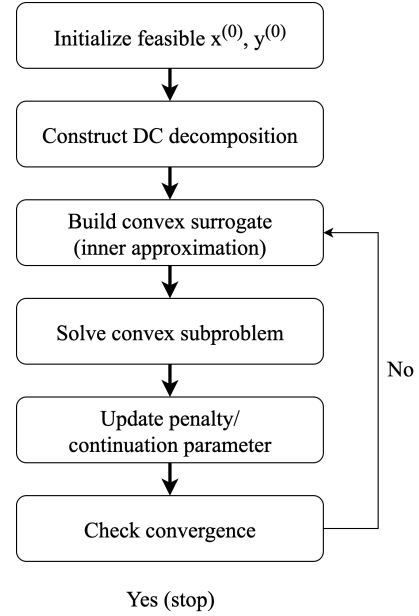 Initialize feasible x^(0), y^(0)
Construct DC decomposition
Build convex surrogate
(inner approximation)
Solve convex subproblem
No
Update penalty/
continuation parameter
Check convergence
Yes (stop)